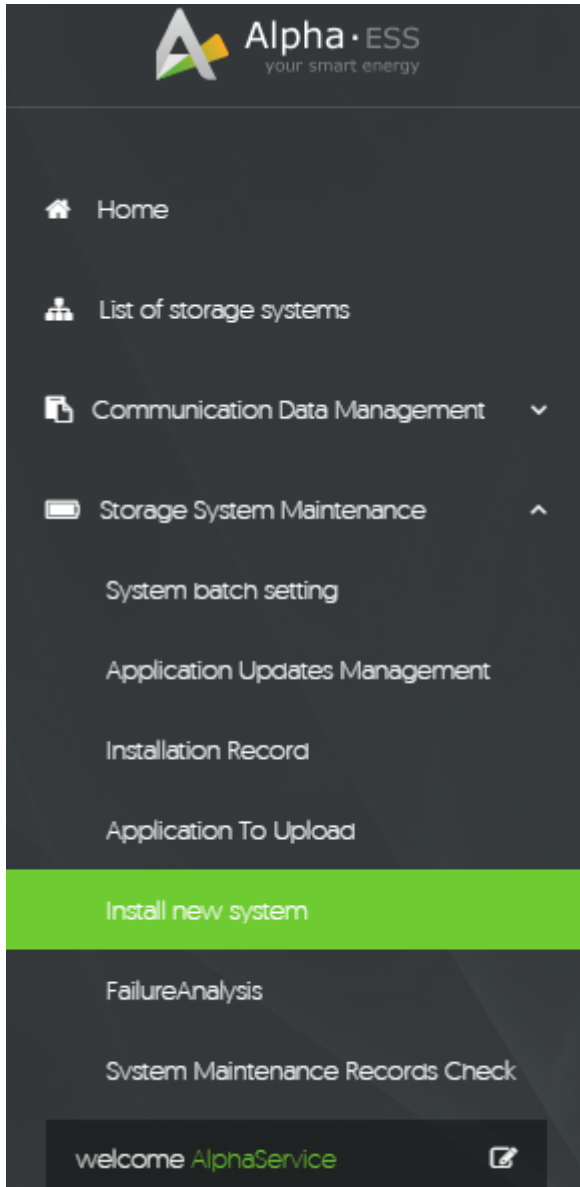 Alpha·ESS
your smart energy
Home
List of storage systems
Communication Data Management
Storage System Maintenance
System batch setting
Application Updates Management
Installation Record
Application To Upload
Install new system
FailureAnalysis
System Maintenance Records Check
welcome AlphaService